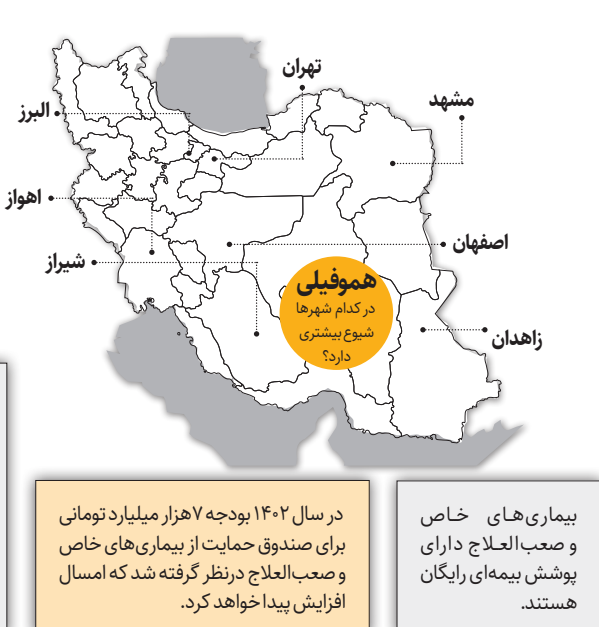 تهران
مشهد
البرز
اهواز
اصفهان
شیراز
هموفیلی
در کدام شهرها
شیوع بیشتری
دارد؟
زاهدان
بیماری‌های خاص
و صعب‌العلاج دارای
پوشش بیمه‌ای رایگان
هستند.
در سال ۱۴۰۲ بودجه ۷هزار میلیارد تومانی
برای صندوق حمایت از بیماری‌های خاص
و صعب‌العلاج درنظر گرفته شد که امسال
افزایش پیدا خواهد کرد.